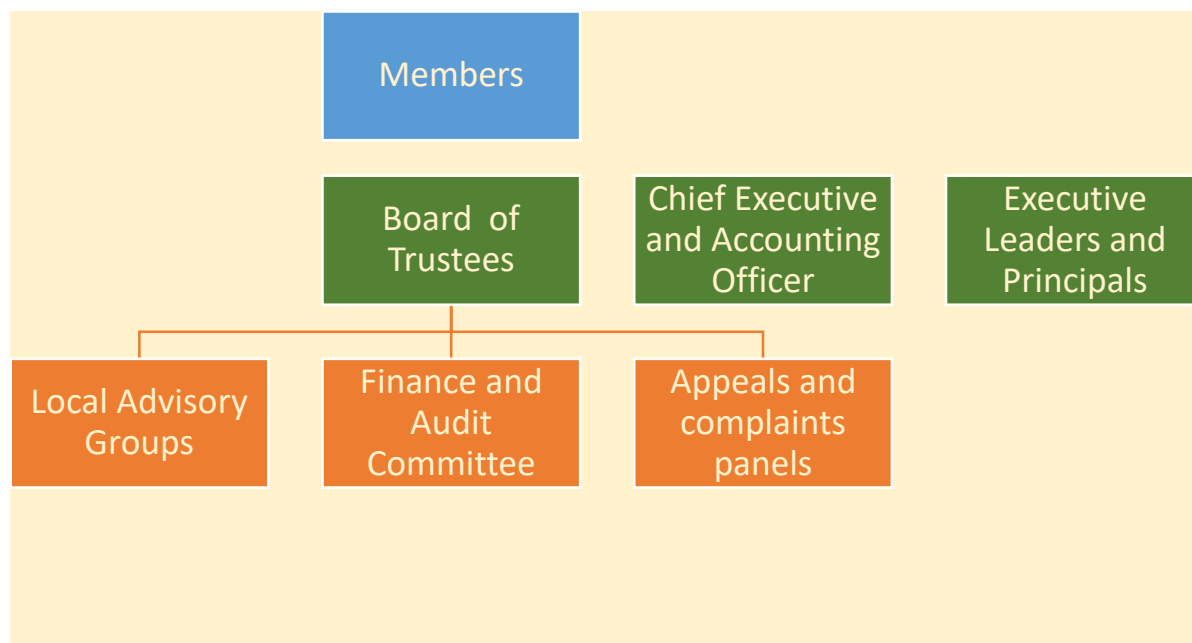 Members
Board of
Trustees
Chief Executive
and Accounting
Officer
Executive
Leaders and
Principals
Local Advisory
Groups
Finance and
Audit
Committee
Appeals and
complaints
panels